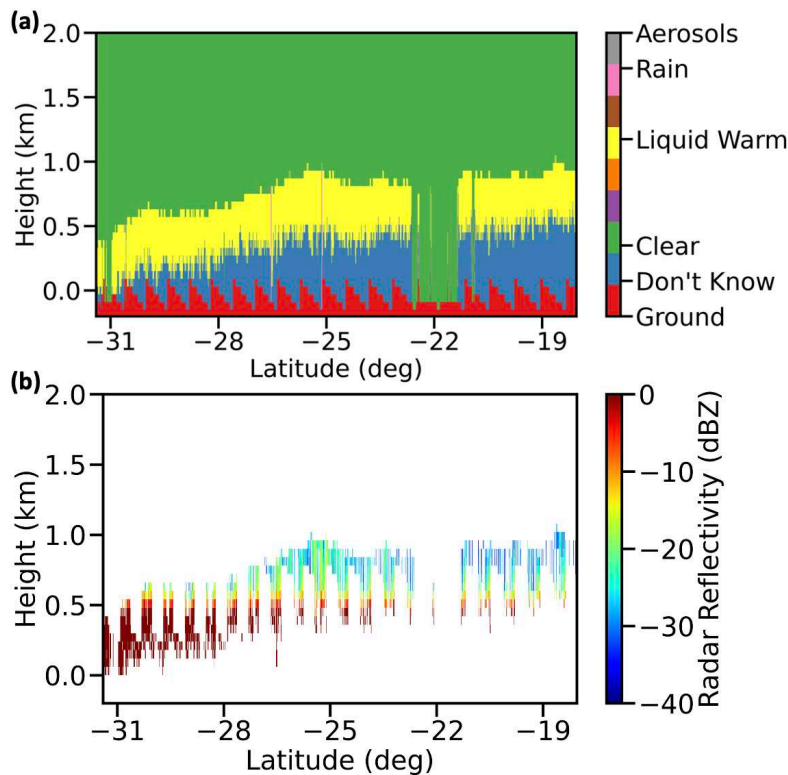 (a)
2.0
1.5
1.0
0.5
0.0
Height (km)
−31 −28 −25 −22 −19
Latitude (deg)
Aerosols
Rain
Liquid Warm
Clear
Don't Know
Ground
(b)
2.0
1.5
1.0
0.5
0.0
Height (km)
−31 −28 −25 −22 −19
Latitude (deg)
0
−10
−20
−30
−40
Radar Reflectivity (dBZ)